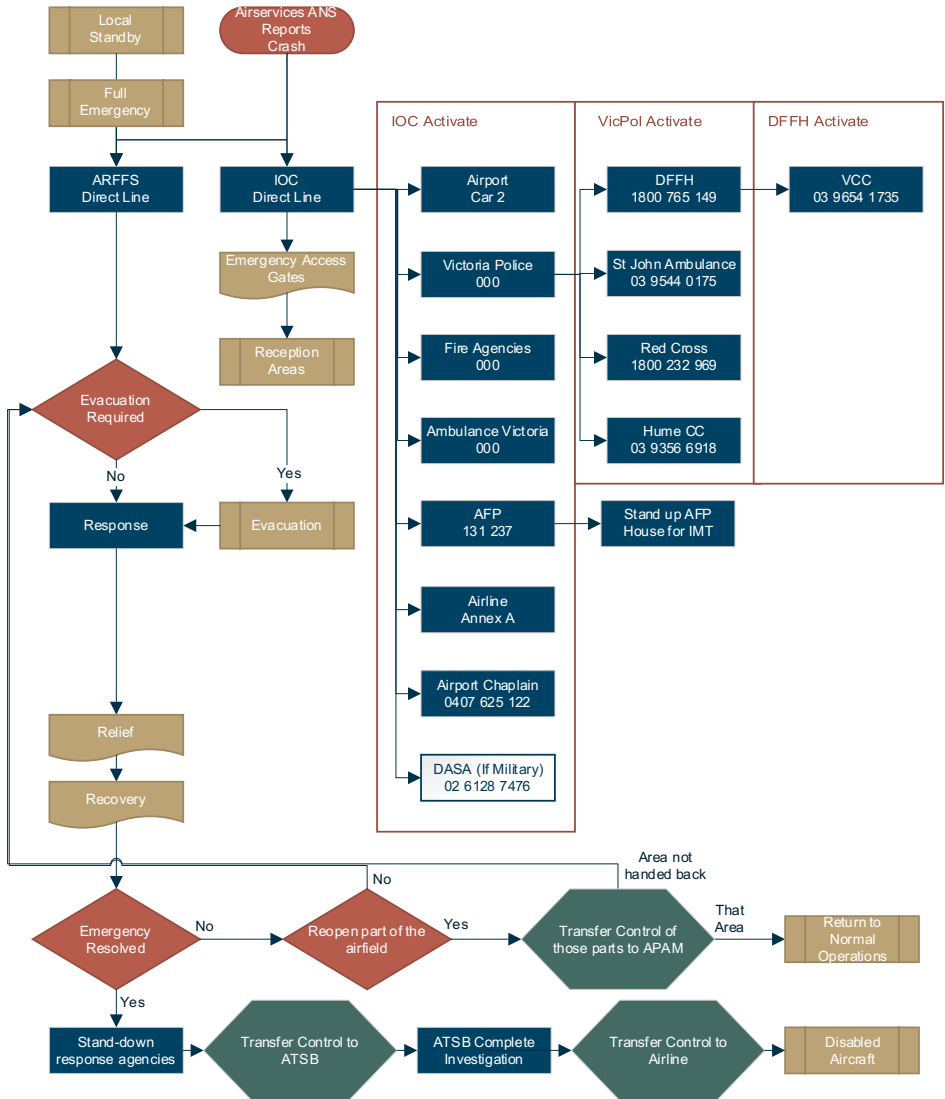 Local
Standby
Airservices ANS
Reports
Crash
Full
Emergency
IOC Activate
VicPol Activate
DFFH Activate
ARFFS
Direct Line
IOC
Direct Line
Airport
Car 2
DFFH
1800 765 149
VCC
03 9654 1735
Emergency Access
Gates
Victoria Police
000
St John Ambulance
03 9544 0175
Reception
Areas
Fire Agencies
000
Red Cross
1800 232 969
Evacuation
Required
Ambulance Victoria
000
Hume CC
03 9356 6918
No
Yes
Response
Evacuation
AFP
131 237
Stand up AFP
House for IMT
Airline
Annex A
Airport Chaplain
0407 625 122
Relief
DASA (If Military)
02 6128 7476
Recovery
Area not
handed back
No
Emergency
Resolved
No
Reopen part of the
airfield
Yes
Transfer Control of
those parts to APAM
That
Area
Return to
Normal
Operations
Yes
Stand-down
response agencies
Transfer Control to
ATSB
ATSB Complete
Investigation
Transfer Control to
Airline
Disabled
Aircraft